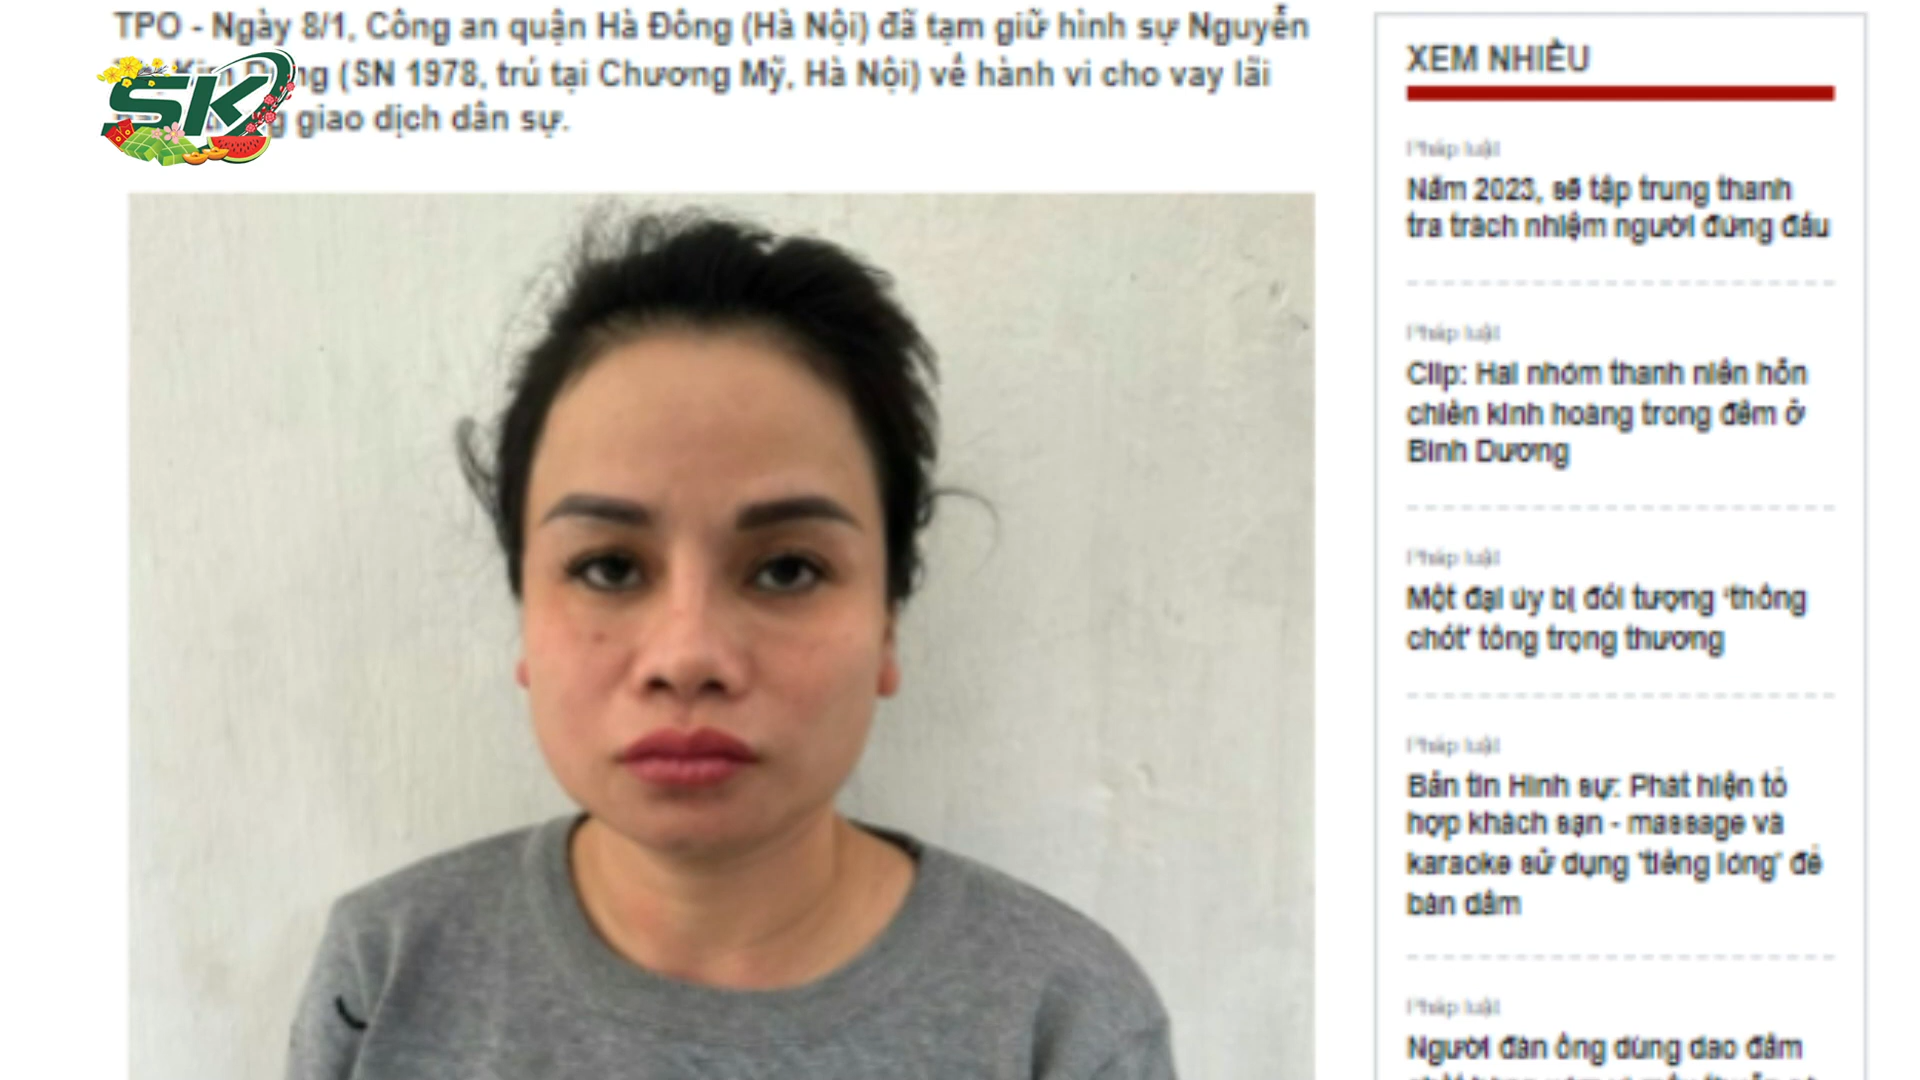 TPO - Ngày 8/1, Công an quận Hà Đông (Hà Nội) đã tạm giữ hình sự Nguyễn
(SN 1978, trú tại Chương Mỹ, Hà Nội) về hành vi cho vay lãi
giao dịch dân sự.
SK
XEM NHIỀU
Pháp luật
Năm 2023, sẽ tập trung thanh
tra trách nhiệm người đứng đầu
Pháp luật
Clip: Hai nhóm thanh niên hỗn
chiến kinh hoàng trong đêm ở
Bình Dương
Pháp luật
Một đại úy bị đối tượng 'thông
chốt' tông trọng thương
Pháp luật
Bản tin Hình sự: Phát hiện tổ
hợp khách sạn - massage và
karaoke sử dụng "tiếng lóng" để
bán dâm
Pháp luật
Người đàn ông dùng dao đâm